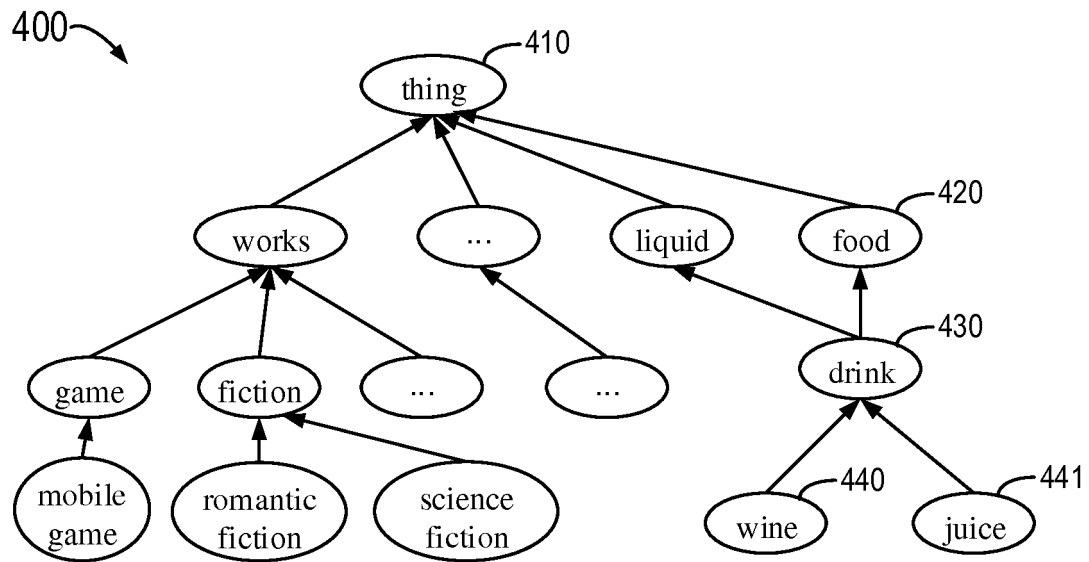 400
410
thing
420
works
...
liquid
food
430
game
fiction
...
...
drink
mobile
game
romantic
fiction
science
fiction
440
wine
441
juice